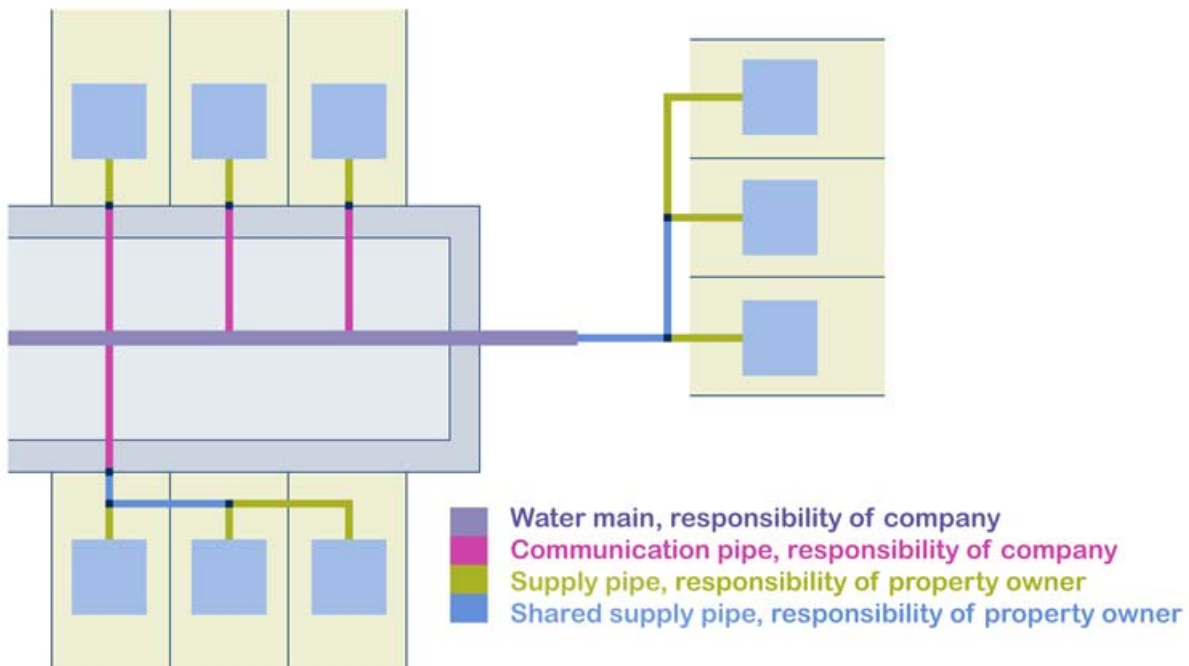 Water main, responsibility of company
Communication pipe, responsibility of company
Supply pipe, responsibility of property owner
Shared supply pipe, responsibility of property owner